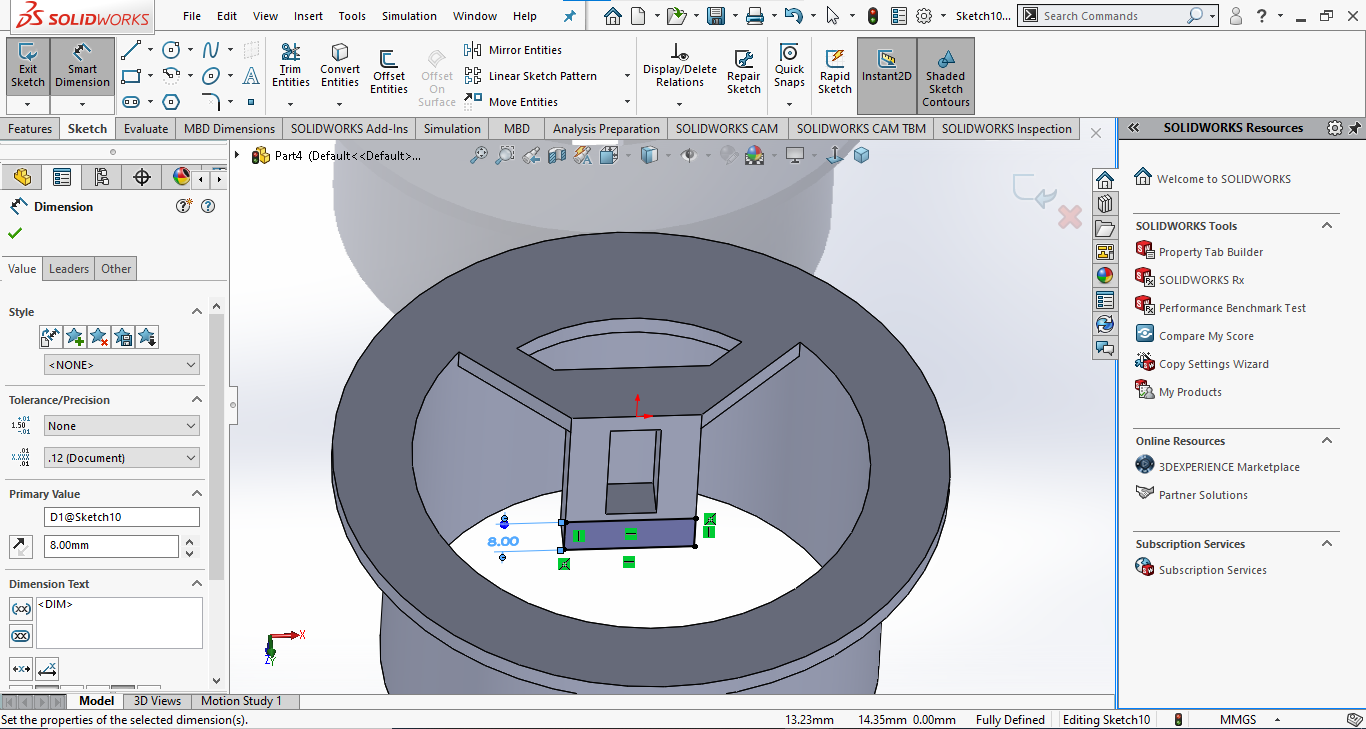 SOLIDWORKS File Edit View Insert Tools Simulation Window Help Sketch10... Search Commands ?
Exit Sketch
Smart Dimension
Trim Entities
Convert Entities
Offset Entities
Offset On Surface
Mirror Entities
Linear Sketch Pattern
Move Entities
Display/Delete Relations
Repair Sketch
Quick Snaps
Rapid Sketch
Instant2D
Shaded Sketch Contours
Features Sketch Evaluate MBD Dimensions SOLIDWORKS Add-Ins Simulation MBD Analysis Preparation SOLIDWORKS CAM SOLIDWORKS CAM TBM SOLIDWORKS Inspection
Part4 (Default<<Default>...
Dimension
Value Leaders Other
Style
<NONE>
Tolerance/Precision
None
.12 (Document)
Primary Value
D1@Sketch10
8.00mm
Dimension Text
<DIM>
8.00
X
Y
Z
SOLIDWORKS Resources
Welcome to SOLIDWORKS
SOLIDWORKS Tools
Property Tab Builder
SOLIDWORKS Rx
Performance Benchmark Test
Compare My Score
Copy Settings Wizard
My Products
Online Resources
3DEXPERIENCE Marketplace
Partner Solutions
Subscription Services
Subscription Services
Model 3D Views Motion Study 1
Set the properties of the selected dimension(s). 13.23mm 14.35mm 0.00mm Fully Defined Editing Sketch10 MMGS